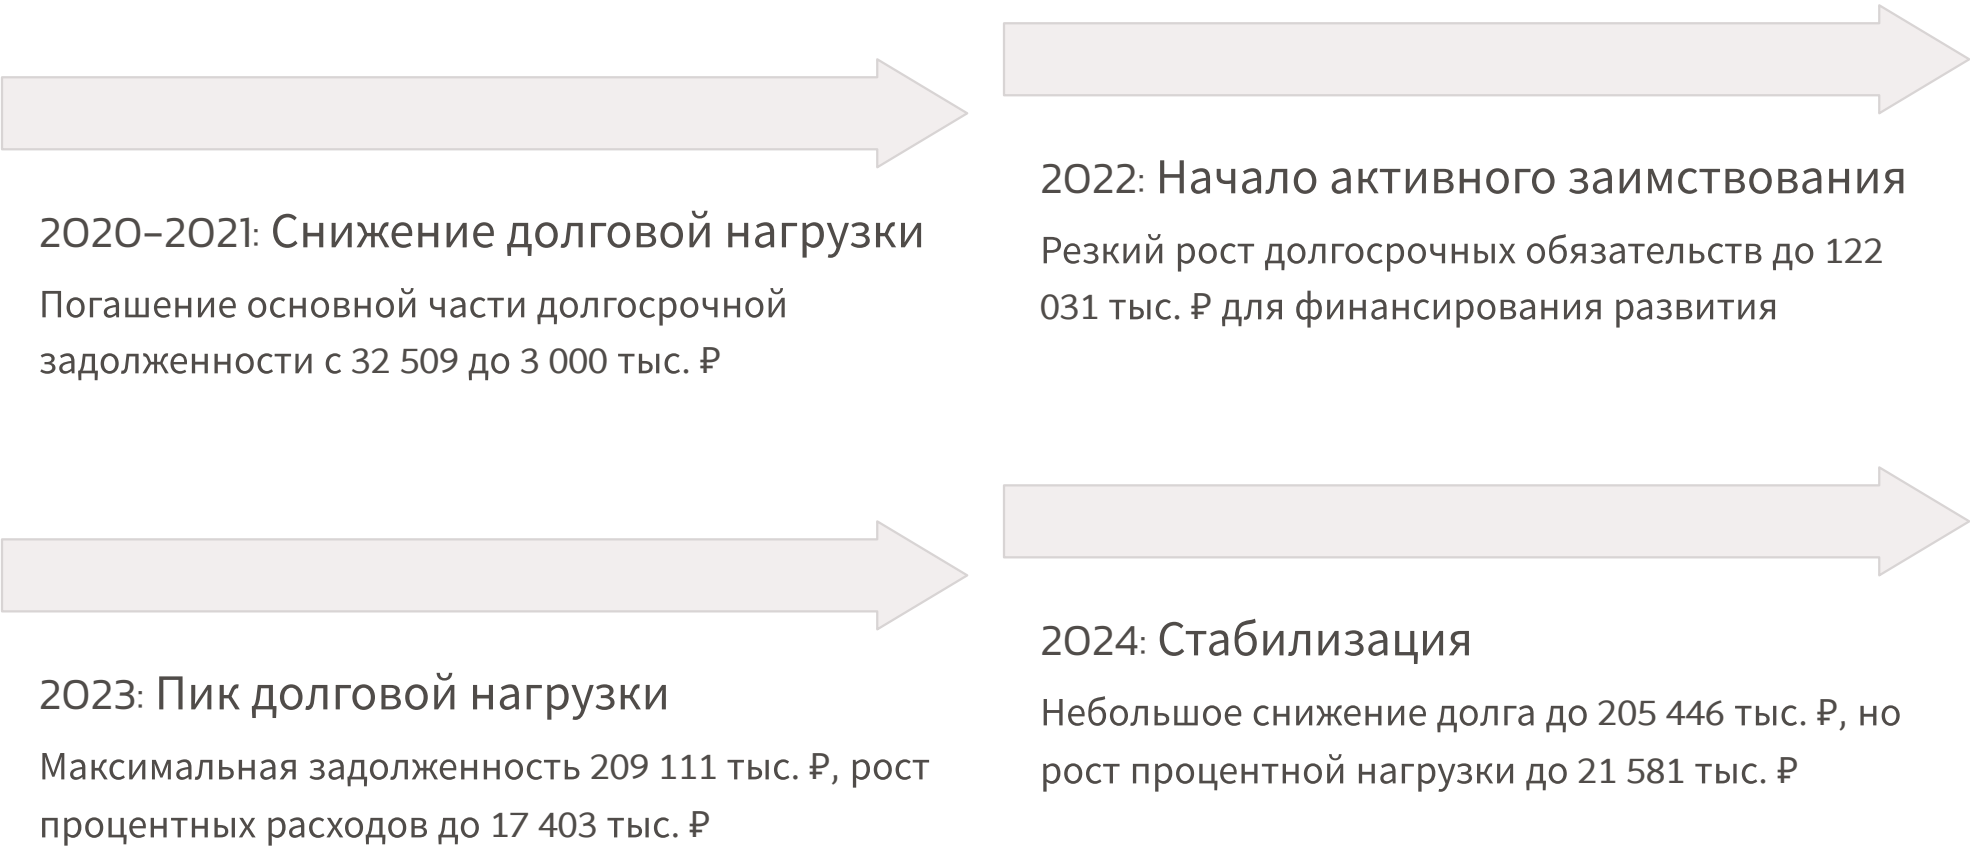 2020–2021: Снижение долговой нагрузки
Погашение основной части долгосрочной
задолженности с 32 509 до 3 000 тыс. ₽
2022: Начало активного заимствования
Резкий рост долгосрочных обязательств до 122
031 тыс. ₽ для финансирования развития
2023: Пик долговой нагрузки
Максимальная задолженность 209 111 тыс. ₽, рост
процентных расходов до 17 403 тыс. ₽
2024: Стабилизация
Небольшое снижение долга до 205 446 тыс. ₽, но
рост процентной нагрузки до 21 581 тыс. ₽